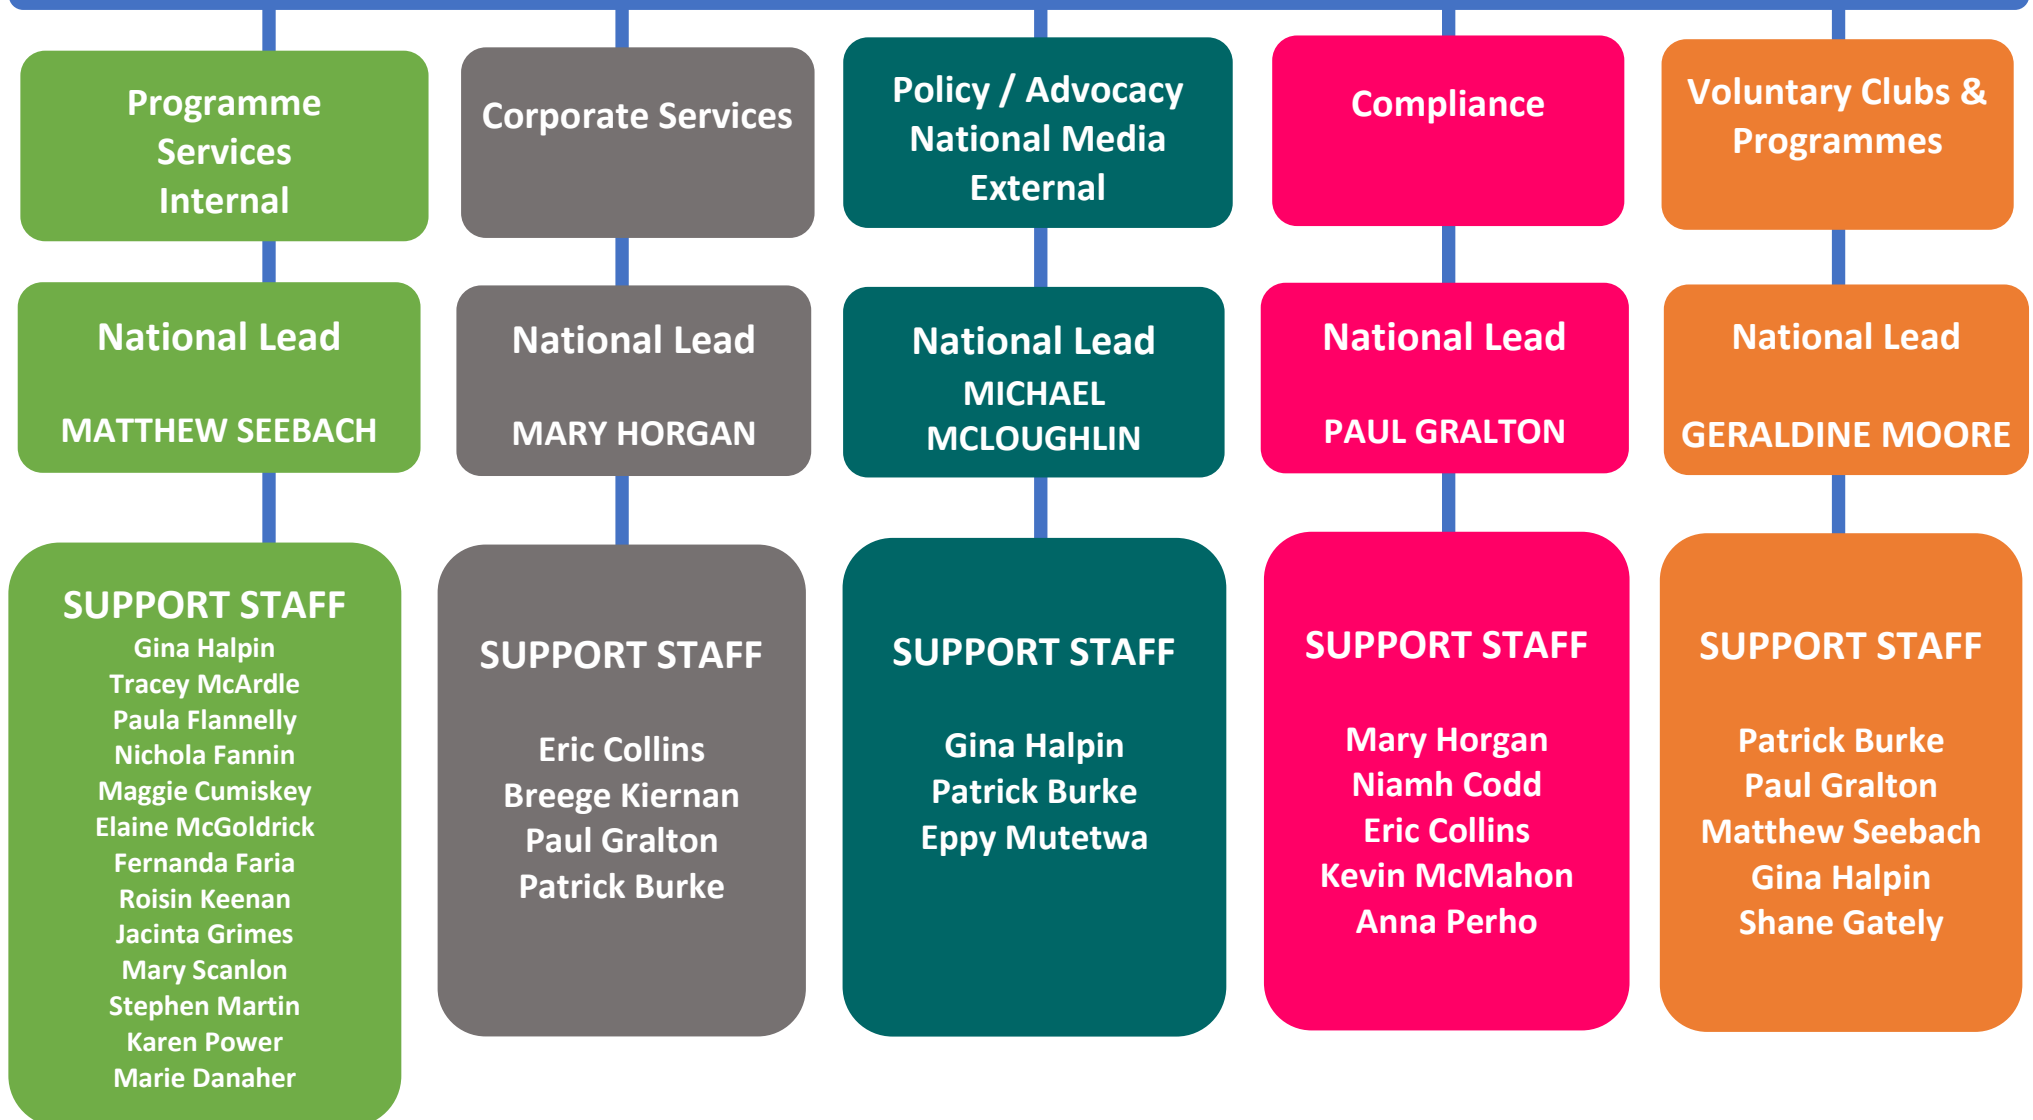 Programme
Services
Internal
Corporate Services
Policy / Advocacy
National Media
External
Compliance
Voluntary Clubs &
Programmes
National Lead
MATTHEW SEEBACH
National Lead
MARY HORGAN
National Lead
MICHAEL
MCLOUGHLIN
National Lead
PAUL GRALTON
National Lead
GERALDINE MOORE
SUPPORT STAFF
Gina Halpin
Tracey McArdle
Paula Flannelly
Nichola Fannin
Maggie Cumiskey
Elaine McGoldrick
Fernanda Faria
Roisin Keenan
Jacinta Grimes
Mary Scanlon
Stephen Martin
Karen Power
Marie Danaher
SUPPORT STAFF
Eric Collins
Breege Kiernan
Paul Gralton
Patrick Burke
SUPPORT STAFF
Gina Halpin
Patrick Burke
Eppy Mutetwa
SUPPORT STAFF
Mary Horgan
Niamh Codd
Eric Collins
Kevin McMahon
Anna Perho
SUPPORT STAFF
Patrick Burke
Paul Gralton
Matthew Seebach
Gina Halpin
Shane Gately